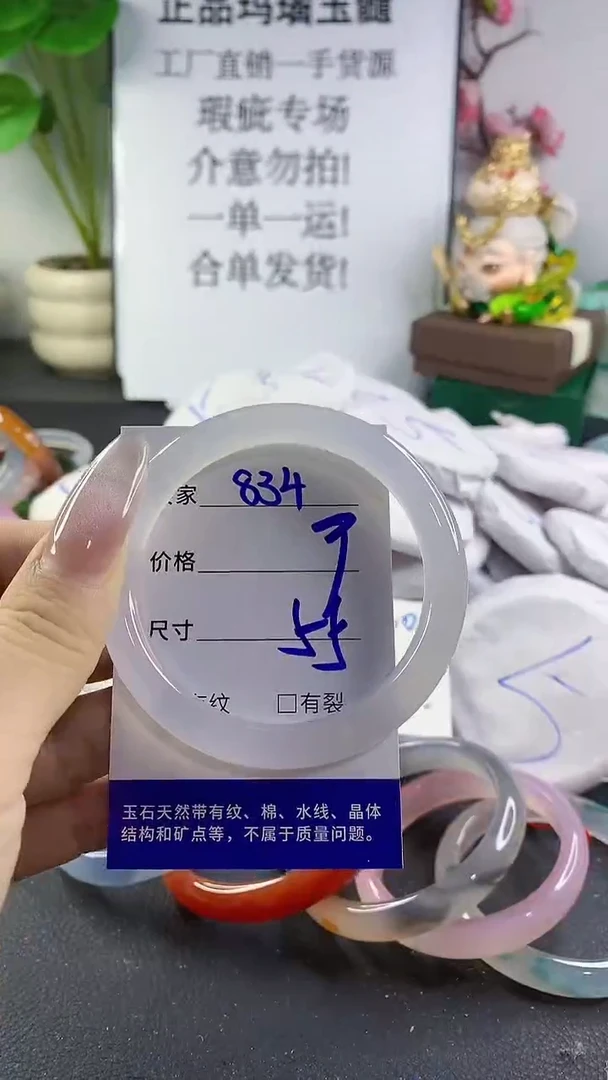 正品玛瑙玉髓
工厂直销一手货源
瑕疵专场
介意勿拍!
一单一运!
合单发货!
家 834
价格
尺寸 55
纹 □有裂
玉石天然带有纹、棉、水线、晶体
结构和矿点等，不属于质量问题。